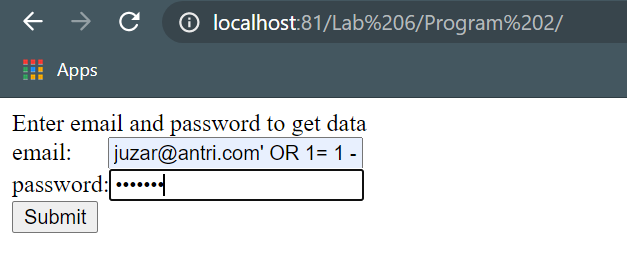 localhost:81/Lab%206/Program%202/
Apps
Enter email and password to get data
email: juzar@antri.com' OR 1= 1 -
password: •••••••
Submit